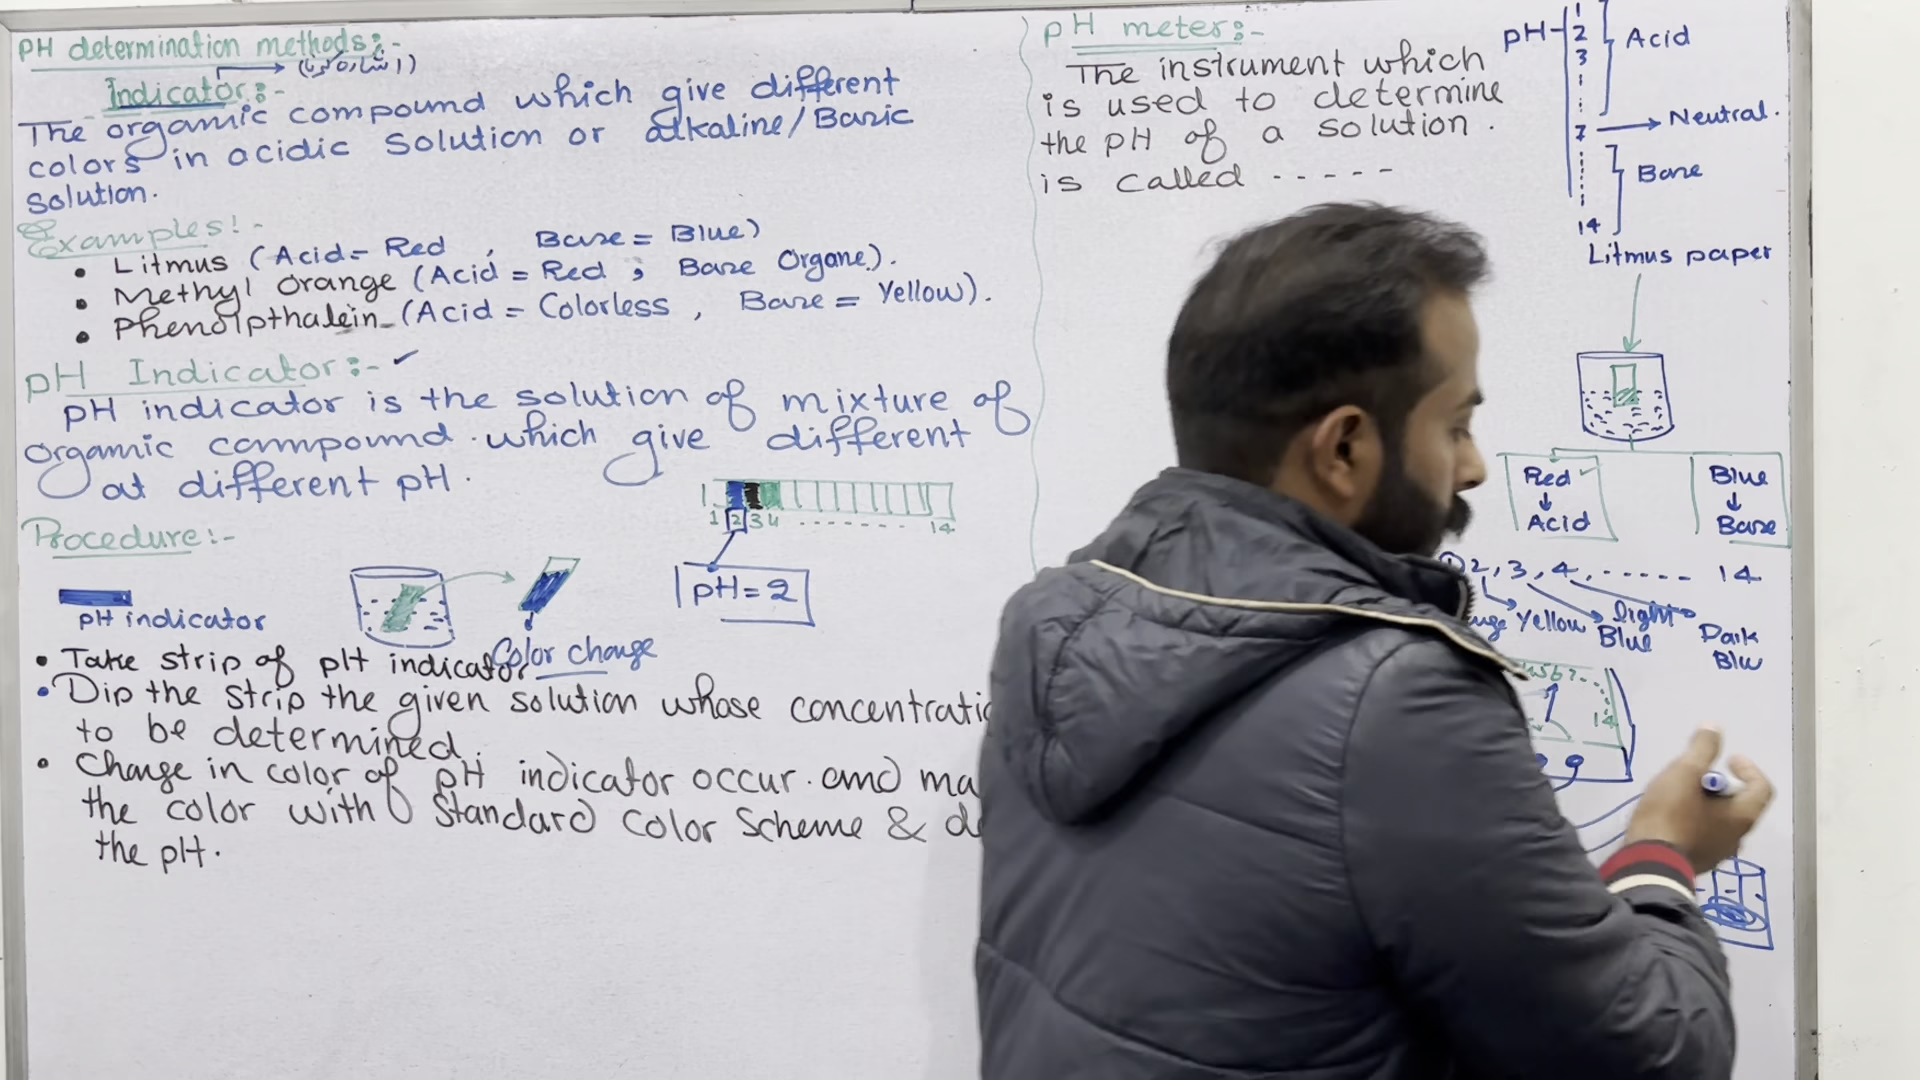 PH determination methods:-
(اشارہ کرنا)
Indicator:-
The organic compound which give different
colors in acidic solution or alkaline/Basic
solution.
Examples:-
• Litmus (Acid= Red , Base = Blue)
• Methyl orange (Acid = Red , Base Organe).
• Phenolpthalein (Acid = Colorless , Base = Yellow).
pH Indicator:-
pH indicator is the solution of mixture of
organic compound which give different
at different pH.
1 2 3 4 ------- 14
pH = 2
Procedure:-
pH indicator
Color change
• Take strip of pH indicator
• Dip the strip the given solution whose
to be determined.
• Change in color of pH indicator occur and
the color with standard color scheme &
the pH.
pH meter:-
The instrument which
is used to determine
the pH of a solution.
is called -----
pH-
1
2
3
7
14
Acid
Neutral.
Base
Litmus paper
Red
Acid
Blue
Base
2, 3, 4, ------ 14
Yellow
Blue
light
Dark
Blu
14